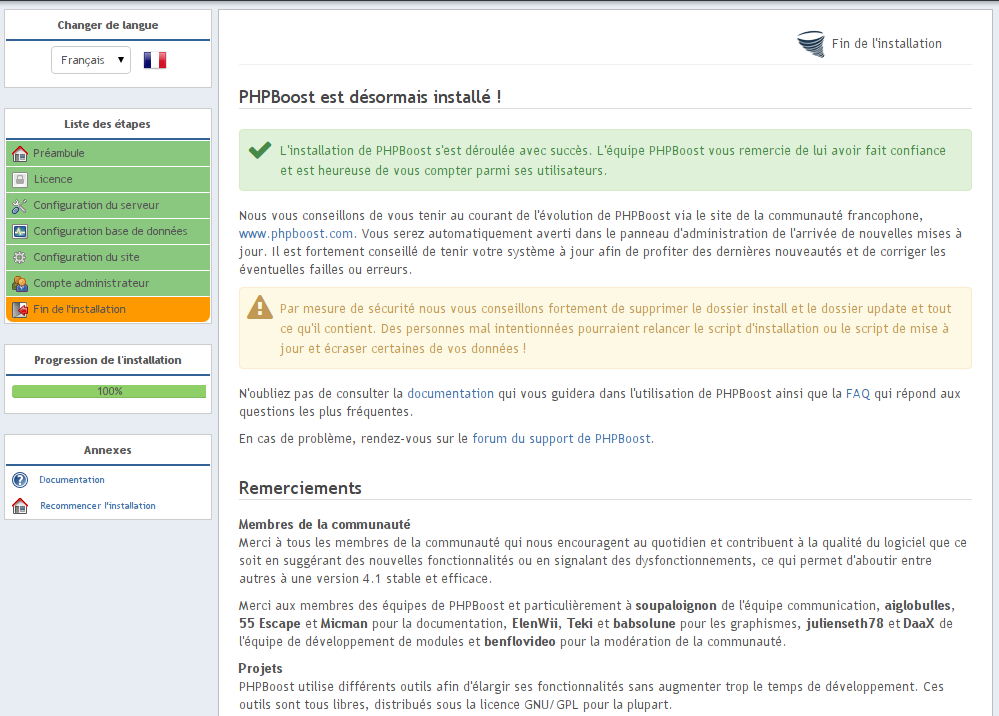 Changer de langue
Français
Liste des étapes
Préambule
Licence
Configuration du serveur
Configuration base de données
Configuration du site
Compte administrateur
Fin de l'installation
Progression de l'installation
100%
Annexes
Documentation
Recommencer l'installation
Fin de l'installation
PHPBoost est désormais installé !
L'installation de PHPBoost s'est déroulée avec succès. L'équipe PHPBoost vous remercie de lui avoir fait confiance
et est heureuse de vous compter parmi ses utilisateurs.
Nous vous conseillons de vous tenir au courant de l'évolution de PHPBoost via le site de la communauté francophone,
www.phpboost.com. Vous serez automatiquement averti dans le panneau d'administration de l'arrivée de nouvelles mises à
jour. Il est fortement conseillé de tenir votre système à jour afin de profiter des dernières nouveautés et de corriger les
éventuelles failles ou erreurs.
Par mesure de sécurité nous vous conseillons fortement de supprimer le dossier install et le dossier update et tout
ce qu'il contient. Des personnes mal intentionnées pourraient relancer le script d'installation ou le script de mise à
jour et écraser certaines de vos données !
N'oubliez pas de consulter la documentation qui vous guidera dans l'utilisation de PHPBoost ainsi que la FAQ qui répond aux
questions les plus fréquentes.
En cas de problème, rendez-vous sur le forum du support de PHPBoost.
Remerciements
Membres de la communauté
Merci à tous les membres de la communauté qui nous encouragent au quotidien et contribuent à la qualité du logiciel que ce
soit en suggérant des nouvelles fonctionnalités ou en signalant des dysfonctionnements, ce qui permet d'aboutir entre
autres à une version 4.1 stable et efficace.
Merci aux membres des équipes de PHPBoost et particulièrement à soupaloignon de l'équipe communication, aiglobulles,
55 Escape et Micman pour la documentation, ElenWii, Teki et babsolune pour les graphismes, julienseth78 et DaaX de
l'équipe de développement de modules et benflovideo pour la modération de la communauté.
Projets
PHPBoost utilise différents outils afin d'élargir ses fonctionnalités sans augmenter trop le temps de développement. Ces
outils sont tous libres, distribués sous la licence GNU/GPL pour la plupart.